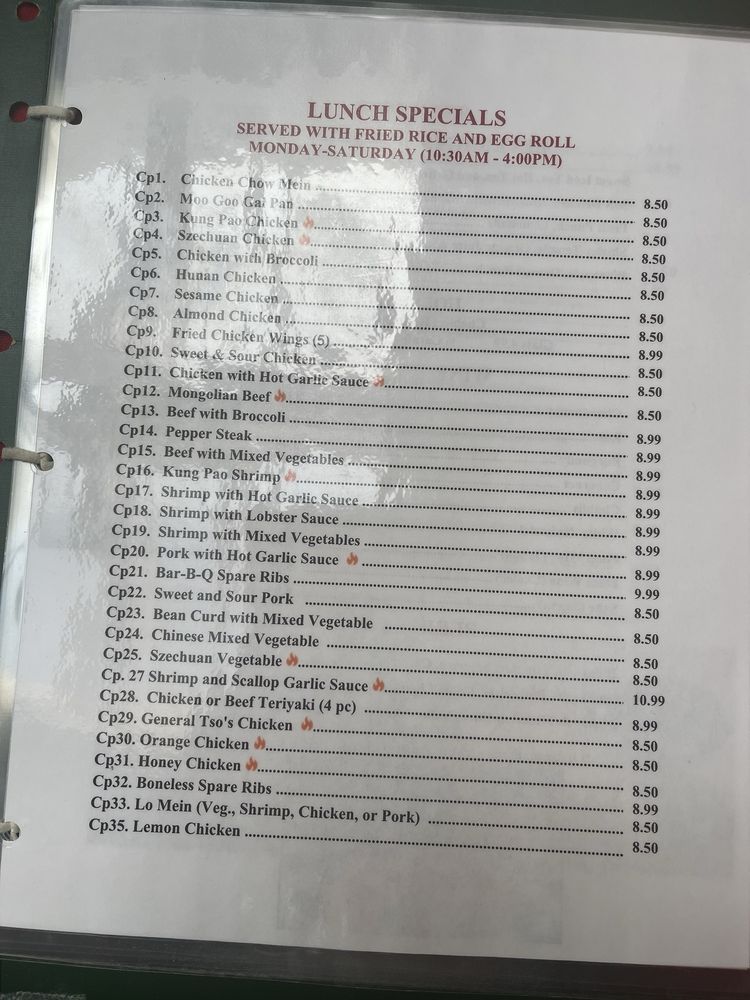 LUNCH SPECIALS
SERVED WITH FRIED RICE AND EGG ROLL
MONDAY-SATURDAY (10:30AM - 4:00PM)
Cp1. Chicken Chow Mein 8.50
Cp2. Moo Goo Gai Pan 8.50
Cp3. Kung Pao Chicken 8.50
Cp4. Szechuan Chicken 8.50
Cp5. Chicken with Broccoli 8.50
Cp6. Hunan Chicken 8.50
Cp7. Sesame Chicken 8.50
Cp8. Almond Chicken 8.50
Cp9. Fried Chicken Wings (5) 8.99
Cp10. Sweet & Sour Chicken 8.50
Cp11. Chicken with Hot Garlic Sauce 8.50
Cp12. Mongolian Beef 8.50
Cp13. Beef with Broccoli 8.99
Cp14. Pepper Steak 8.99
Cp15. Beef with Mixed Vegetables 8.99
Cp16. Kung Pao Shrimp 8.99
Cp17. Shrimp with Hot Garlic Sauce 8.99
Cp18. Shrimp with Lobster Sauce 8.99
Cp19. Shrimp with Mixed Vegetables 8.99
Cp20. Pork with Hot Garlic Sauce 8.99
Cp21. Bar-B-Q Spare Ribs 9.99
Cp22. Sweet and Sour Pork 8.50
Cp23. Bean Curd with Mixed Vegetable 8.50
Cp24. Chinese Mixed Vegetable 8.50
Cp25. Szechuan Vegetable 8.50
Cp. 27 Shrimp and Scallop Garlic Sauce 10.99
Cp28. Chicken or Beef Teriyaki (4 pc) 8.99
Cp29. General Tso's Chicken 8.50
Cp30. Orange Chicken 8.50
Cp31. Honey Chicken 8.50
Cp32. Boneless Spare Ribs 8.99
Cp33. Lo Mein (Veg., Shrimp, Chicken, or Pork) 8.50
Cp35. Lemon Chicken 8.50